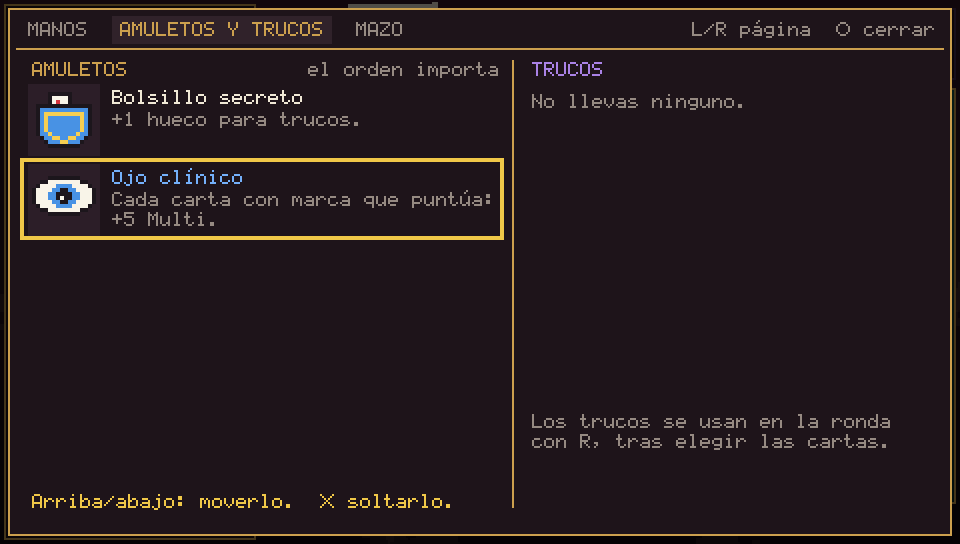 MANOS AMULETOS Y TRUCOS MAZO L/R página O cerrar
AMULETOS el orden importa
Bolsillo secreto
+1 hueco para trucos.
Ojo clínico
Cada carta con marca que puntúa:
+5 Multi.
Arriba/abajo: moverlo. X soltarlo.
TRUCOS
No llevas ninguno.
Los trucos se usan en la ronda
con R, tras elegir las cartas.